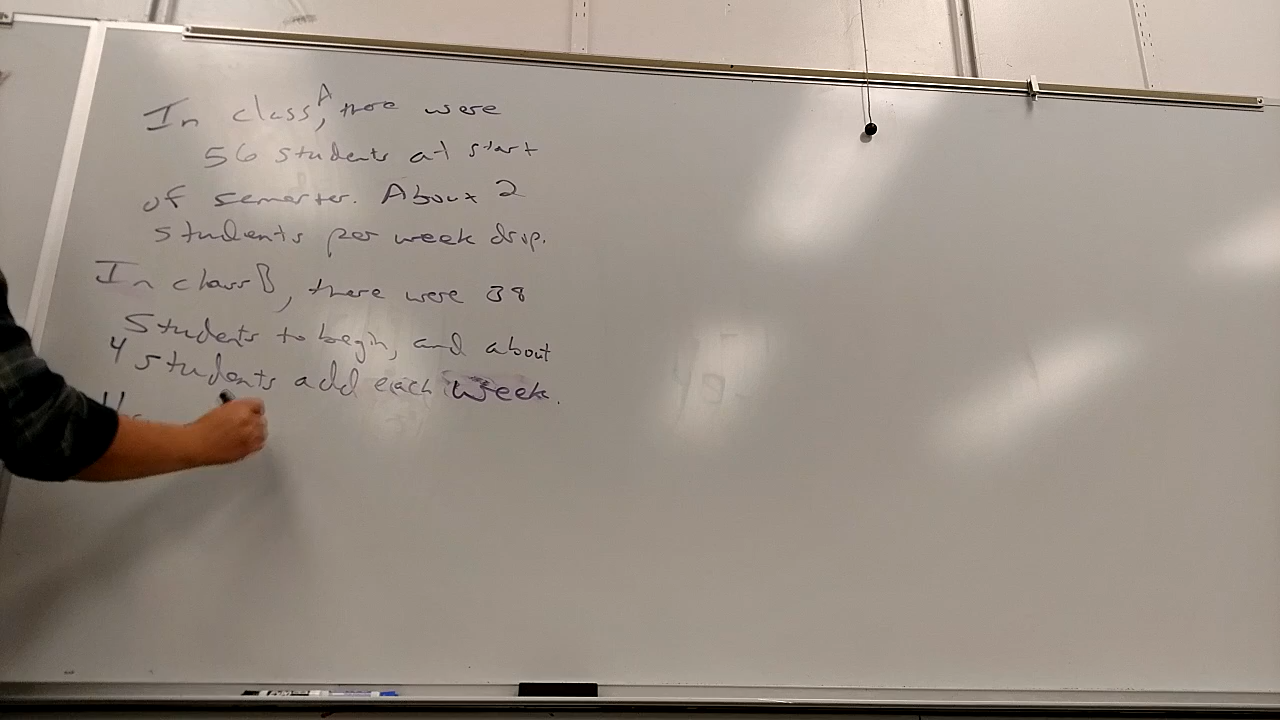 In class A, there were
56 students at start
of semester. About 2
students per week drop.
In class B, there were 38
students to begin, and about
4 students add each week.